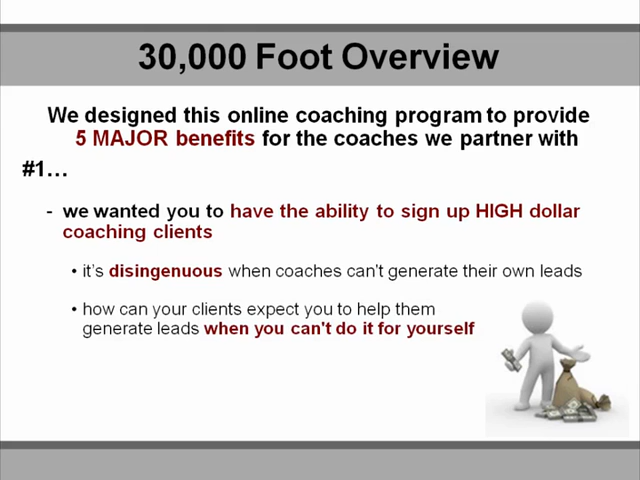 30,000 Foot Overview
We designed this online coaching program to provide
5 MAJOR benefits for the coaches we partner with
#1…
- we wanted you to have the ability to sign up HIGH dollar
coaching clients
• it's disingenuous when coaches can't generate their own leads
• how can your clients expect you to help them
generate leads when you can't do it for yourself